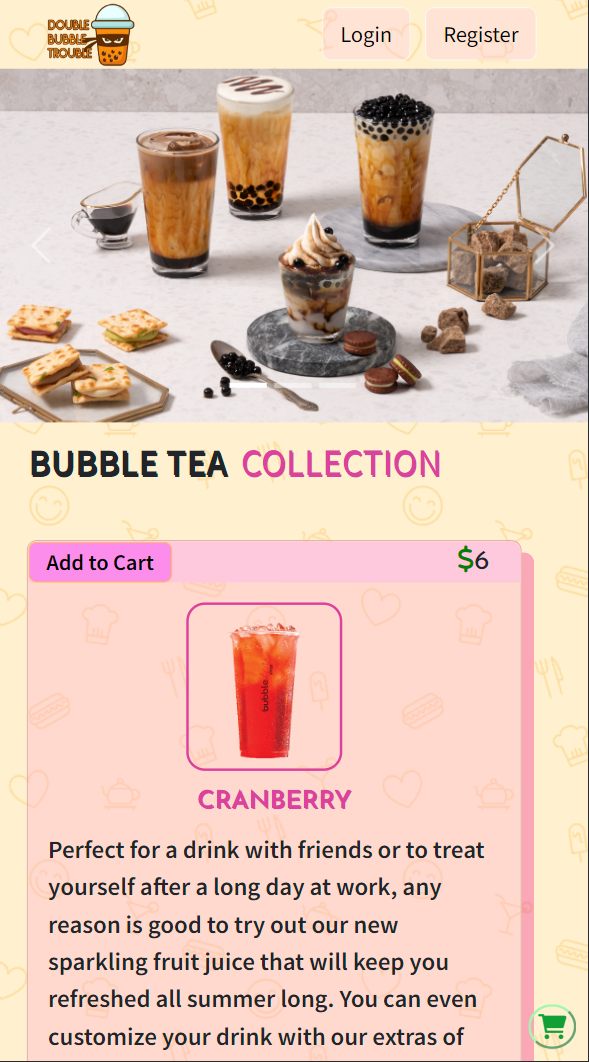 DOUBLE
BUBBLE
TROUBLE
Login
Register
BUBBLE TEA COLLECTION
Add to Cart
$6
bubble
CRANBERRY
Perfect for a drink with friends or to treat
yourself after a long day at work, any
reason is good to try out our new
sparkling fruit juice that will keep you
refreshed all summer long. You can even
customize your drink with our extras of